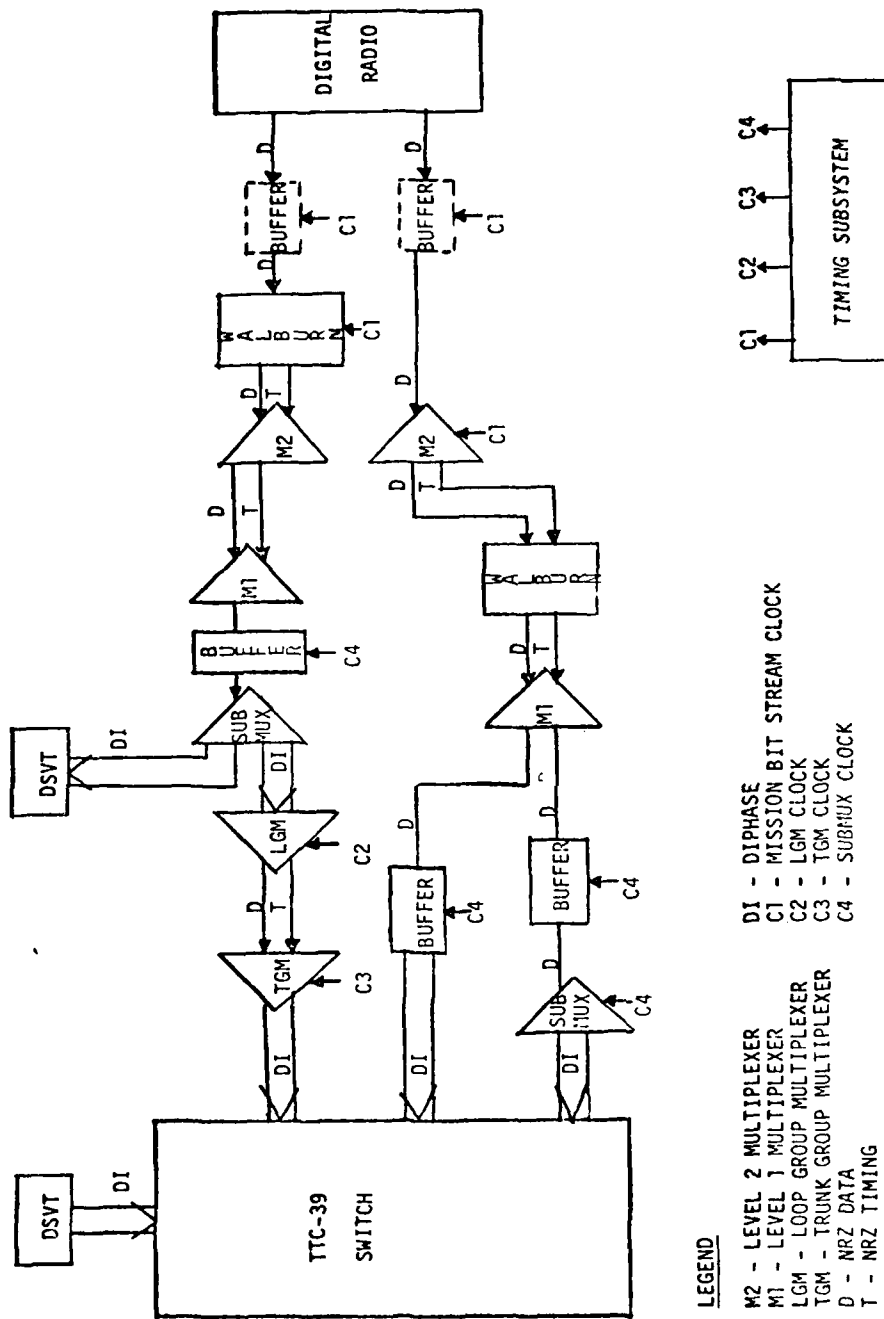 DSVT
DI
TTC-39
SWITCH
DI
DI
DI
TGM
C3
D
T
LGM
C2
DI
DSVT
DI
SUB
MUX
BUFFER
C4
M1
D
T
M2
D
T
WALBURN
C1
D
BUFFER
C1
D
DIGITAL
RADIO
BUFFER
C4
D
SUB
MUX
C4
D
BUFFER
C4
D
M1
D
T
WALBURN
D
T
M2
C1
D
BUFFER
C1
D
LEGEND
M2 - LEVEL 2 MULTIPLEXER
M1 - LEVEL 1 MULTIPLEXER
LGM - LOOP GROUP MULTIPLEXER
TGM - TRUNK GROUP MULTIPLEXER
D - NRZ DATA
T - NRZ TIMING
DI - DIPHASE
C1 - MISSION BIT STREAM CLOCK
C2 - LGM CLOCK
C3 - TGM CLOCK
C4 - SUBMUX CLOCK
C1
C2
C3
C4
TIMING SUBSYSTEM